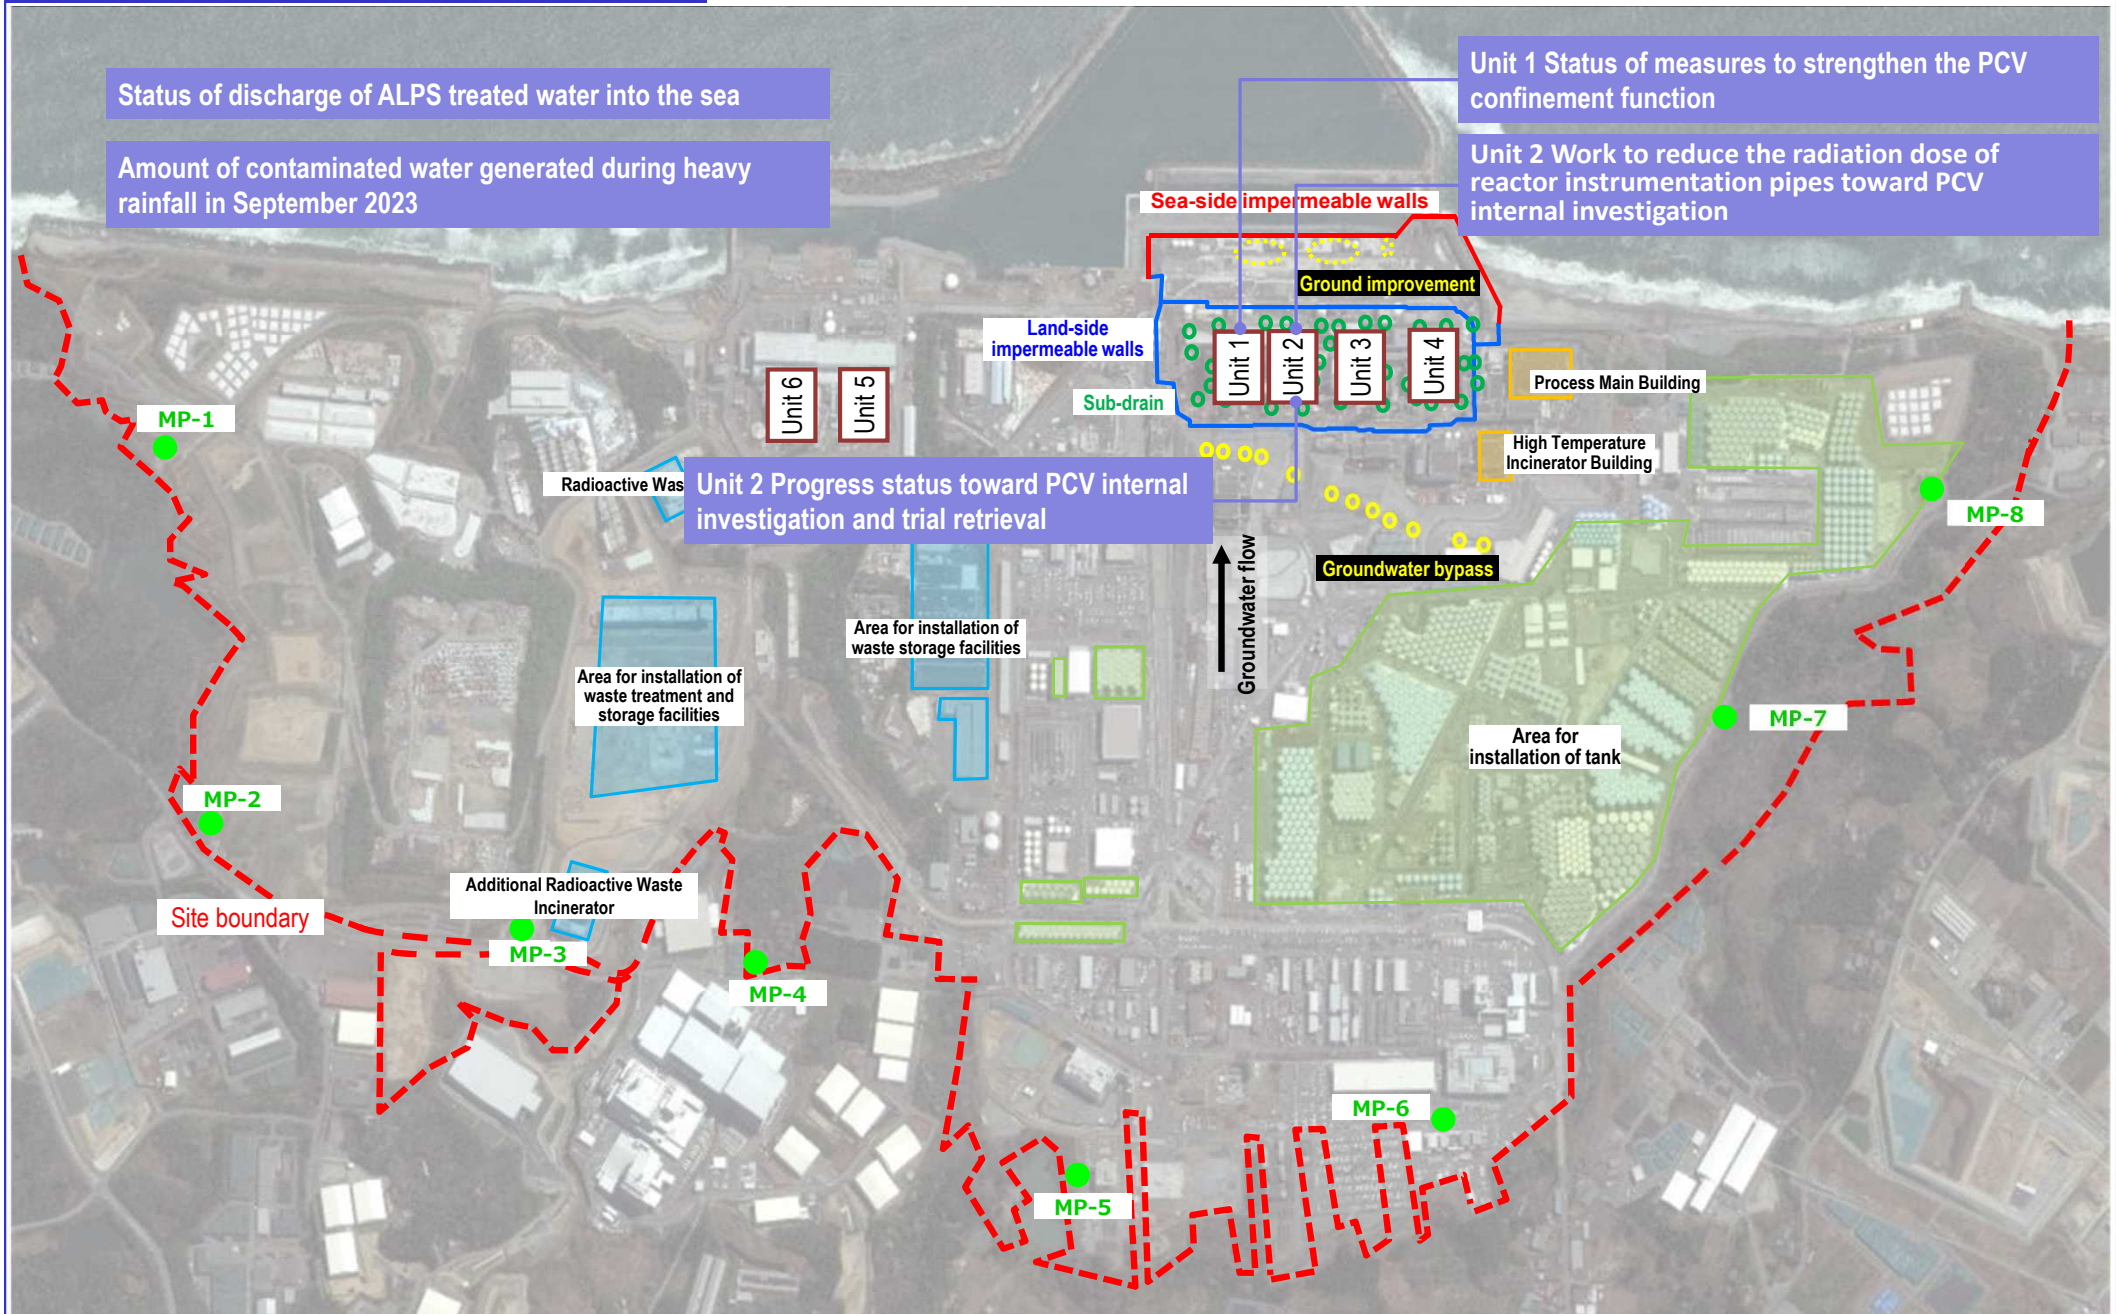 Status of discharge of ALPS treated water into the sea
Amount of contaminated water generated during heavy
rainfall in September 2023
Unit 1 Status of measures to strengthen the PCV
confinement function
Unit 2 Work to reduce the radiation dose of
reactor instrumentation pipes toward PCV
internal investigation
Sea-side impermeable walls
Ground improvement
Land-side
impermeable walls
Unit 1
Unit 2
Unit 3
Unit 4
Unit 6
Unit 5
Process Main Building
Sub-drain
MP-1
High Temperature
Incinerator Building
Radioactive Was
Unit 2 Progress status toward PCV internal
investigation and trial retrieval
MP-8
Groundwater bypass
Groundwater flow
Area for installation of
waste storage facilities
Area for installation of
waste treatment and
storage facilities
MP-7
Area for
installation of tank
MP-2
Additional Radioactive Waste
Incinerator
Site boundary
MP-3
MP-4
MP-6
MP-5